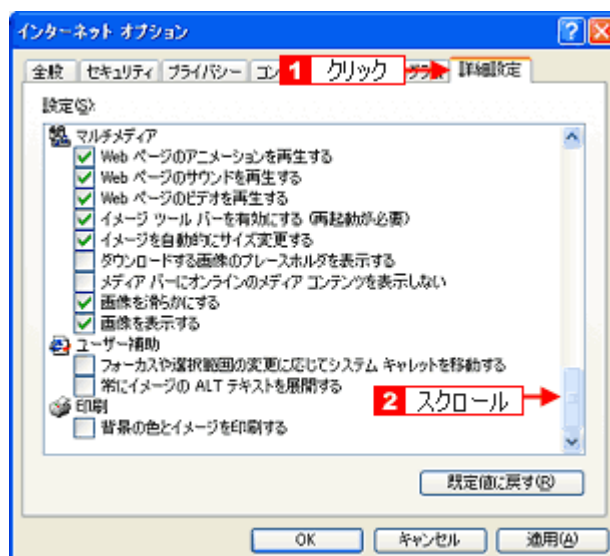 インターネット オプション
全般 セキュリティ プライバシー コン 1 クリック グラム 詳細設定
設定(S):
マルチメディア
Web ページのアニメーションを再生する
Web ページのサウンドを再生する
Web ページのビデオを再生する
イメージ ツール バーを有効にする (再起動が必要)
イメージを自動的にサイズ変更する
ダウンロードする画像のプレースホルダを表示する
メディア バーにオンラインのメディア コンテンツを表示しない
画像を滑らかにする
画像を表示する
ユーザー補助
フォーカスや選択範囲の変更に応じてシステム キャレットを移動する
常にイメージの ALT テキストを展開する
2 スクロール
印刷
背景の色とイメージを印刷する
既定値に戻す(R)
OK キャンセル 適用(A)